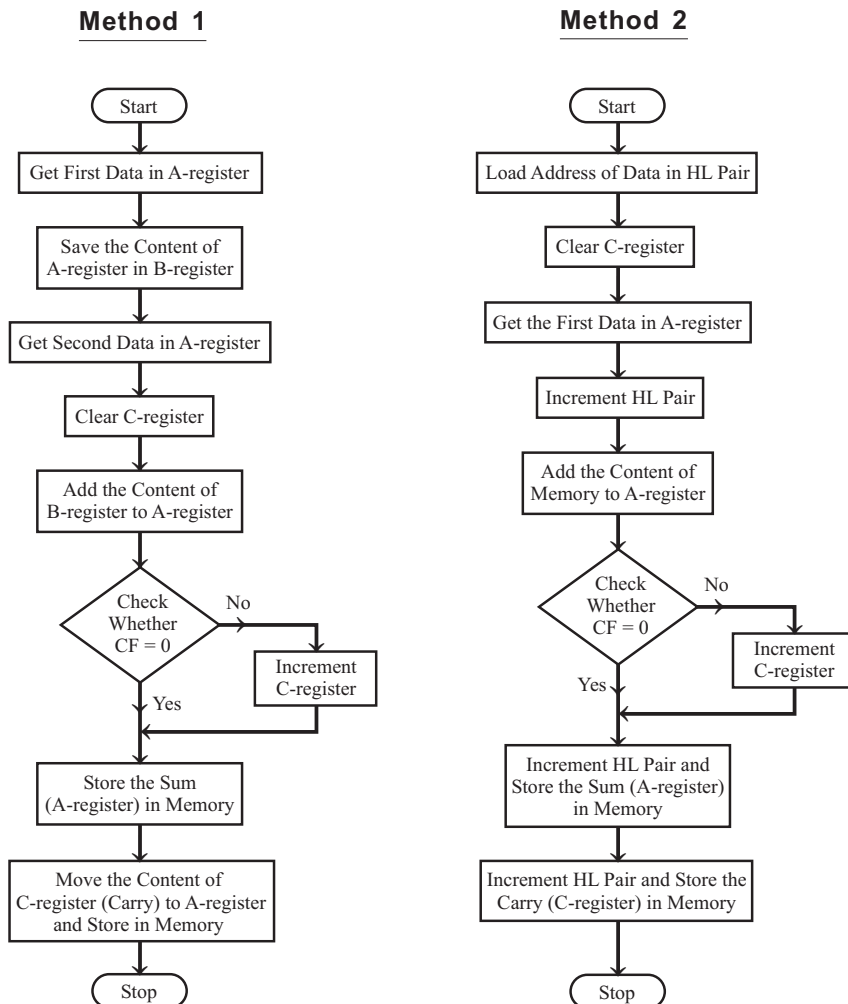 Method 1
Start
Get First Data in A-register
Save the Content of
A-register in B-register
Get Second Data in A-register
Clear C-register
Add the Content of
B-register to A-register
Check
Whether
CF = 0
No
Increment
C-register
Yes
Store the Sum
(A-register) in Memory
Move the Content of
C-register (Carry) to A-register
and Store in Memory
Stop
Method 2
Start
Load Address of Data in HL Pair
Clear C-register
Get the First Data in A-register
Increment HL Pair
Add the Content of
Memory to A-register
Check
Whether
CF = 0
No
Increment
C-register
Yes
Increment HL Pair and
Store the Sum (A-register)
in Memory
Increment HL Pair and Store the
Carry (C-register) in Memory
Stop